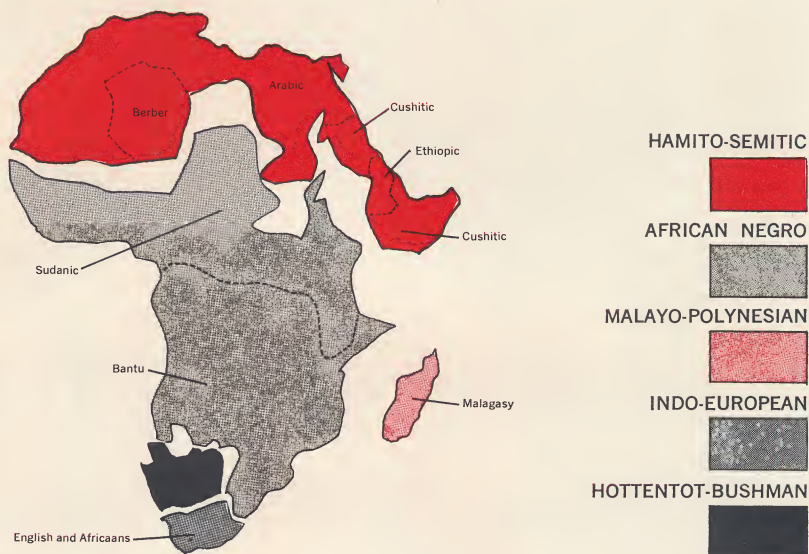 Berber
Arabic
Cushitic
Ethiopic
Cushitic
Sudanic
Bantu
Malagasy
English and Africaans
HAMITO-SEMITIC
AFRICAN NEGRO
MALAYO-POLYNESIAN
INDO-EUROPEAN
HOTTENTOT-BUSHMAN